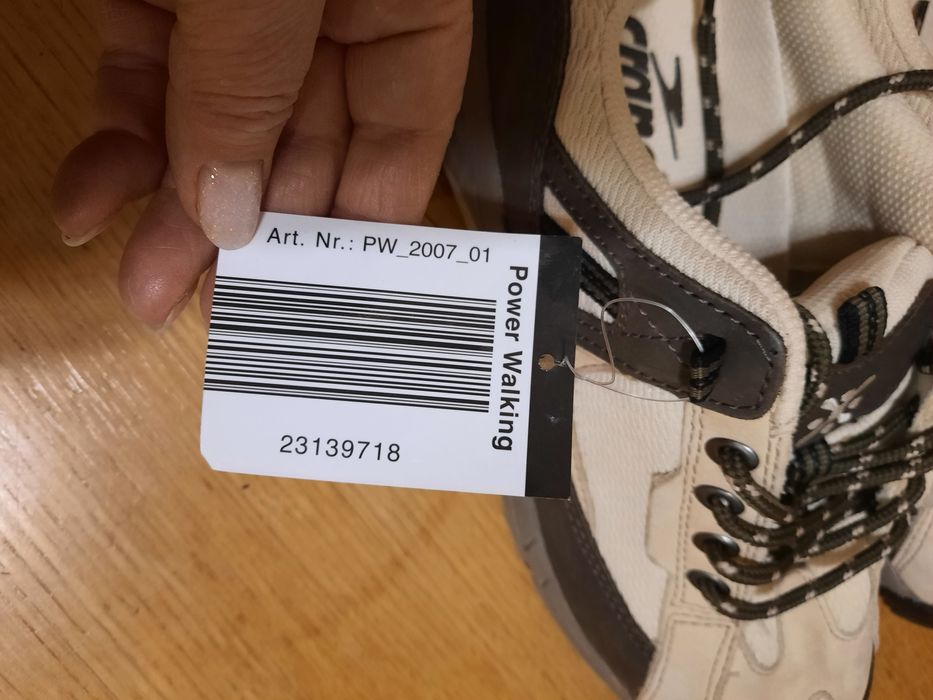 Art. Nr.: PW_2007_01
Power Walking
23139718